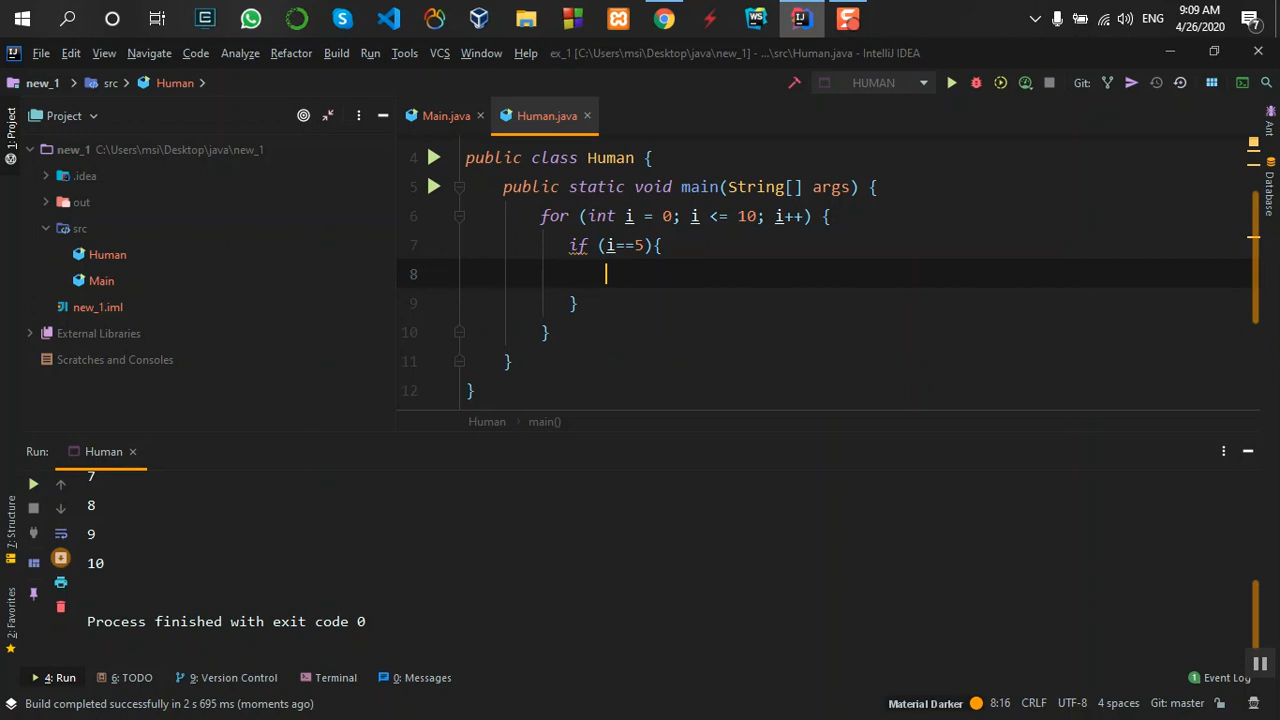 9:09 AM
ENG
4/26/2020
7
File Edit View Navigate Code Analyze Refactor Build Run Tools VCS Window Help ex_1 [C:\Users\msi\Desktop\java\new_1] - ...\src\Human.java - IntelliJ IDEA
new_1 src Human HUMAN Git:
1: Project
Project
Main.java Human.java
new_1 C:\Users\msi\Desktop\java\new_1
.idea
out
src
Human
Main
new_1.iml
External Libraries
Scratches and Consoles
4 public class Human {
5 public static void main(String[] args) {
6 for (int i = 0; i <= 10; i++) {
7 if (i==5){
8
9 }
10 }
11 }
12 }
Human main()
Ant
Database
Run: Human
7
8
9
10
Process finished with exit code 0
7: Structure
2: Favorites
4: Run 6: TODO 9: Version Control Terminal 0: Messages 1 Event Log
Build completed successfully in 2 s 695 ms (moments ago) Material Darker 8:16 CRLF UTF-8 4 spaces Git: master